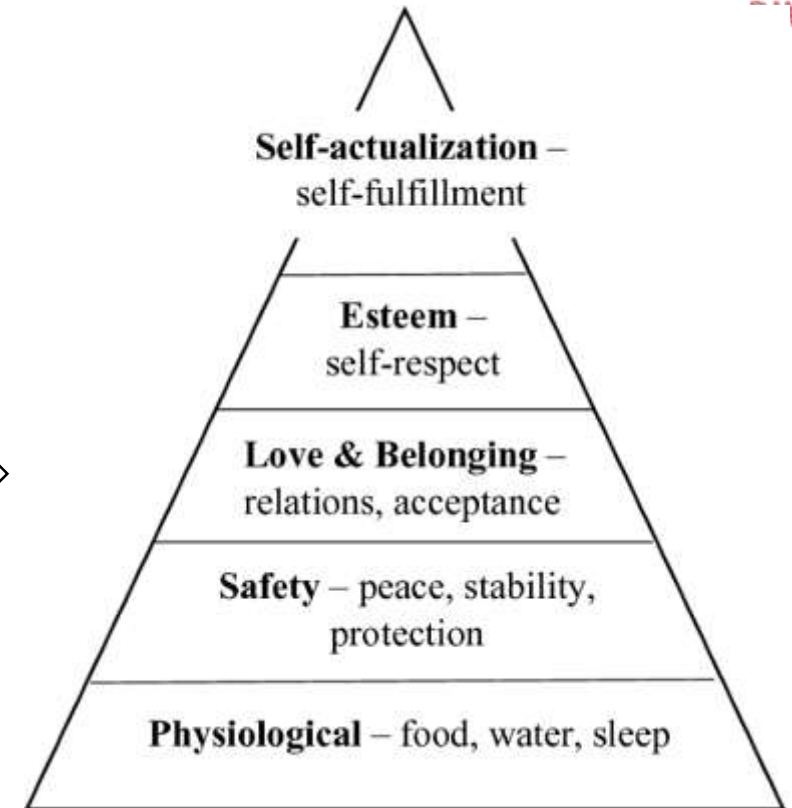 Self-actualization –
self-fulfillment
Esteem –
self-respect
Love & Belonging –
relations, acceptance
Safety – peace, stability,
protection
Physiological – food, water, sleep